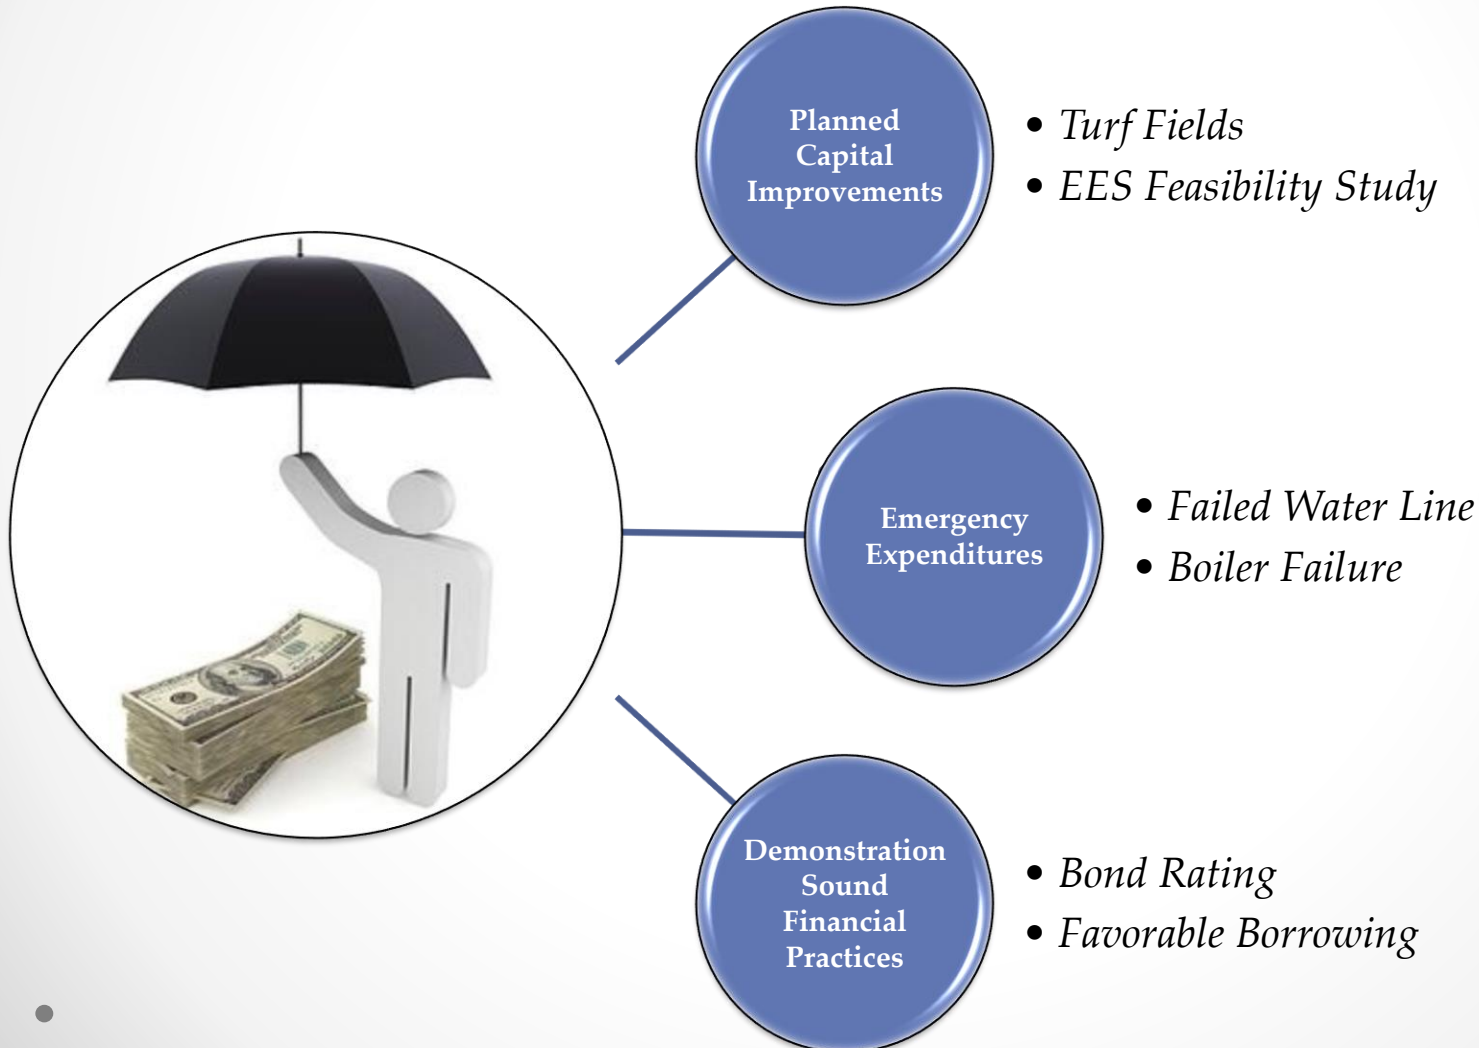 Planned
Capital
Improvements
• Turf Fields
• EES Feasibility Study
Emergency
Expenditures
• Failed Water Line
• Boiler Failure
Demonstration
Sound
Financial
Practices
• Bond Rating
• Favorable Borrowing